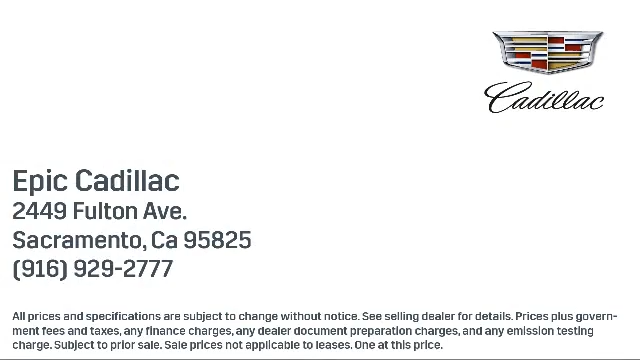 Cadillac
Epic Cadillac
2449 Fulton Ave.
Sacramento, Ca 95825
(916) 929-2777
All prices and specifications are subject to change without notice. See selling dealer for details. Prices plus govern-
ment fees and taxes, any finance charges, any dealer document preparation charges, and any emission testing
charge. Subject to prior sale. Sale prices not applicable to leases. One at this price.